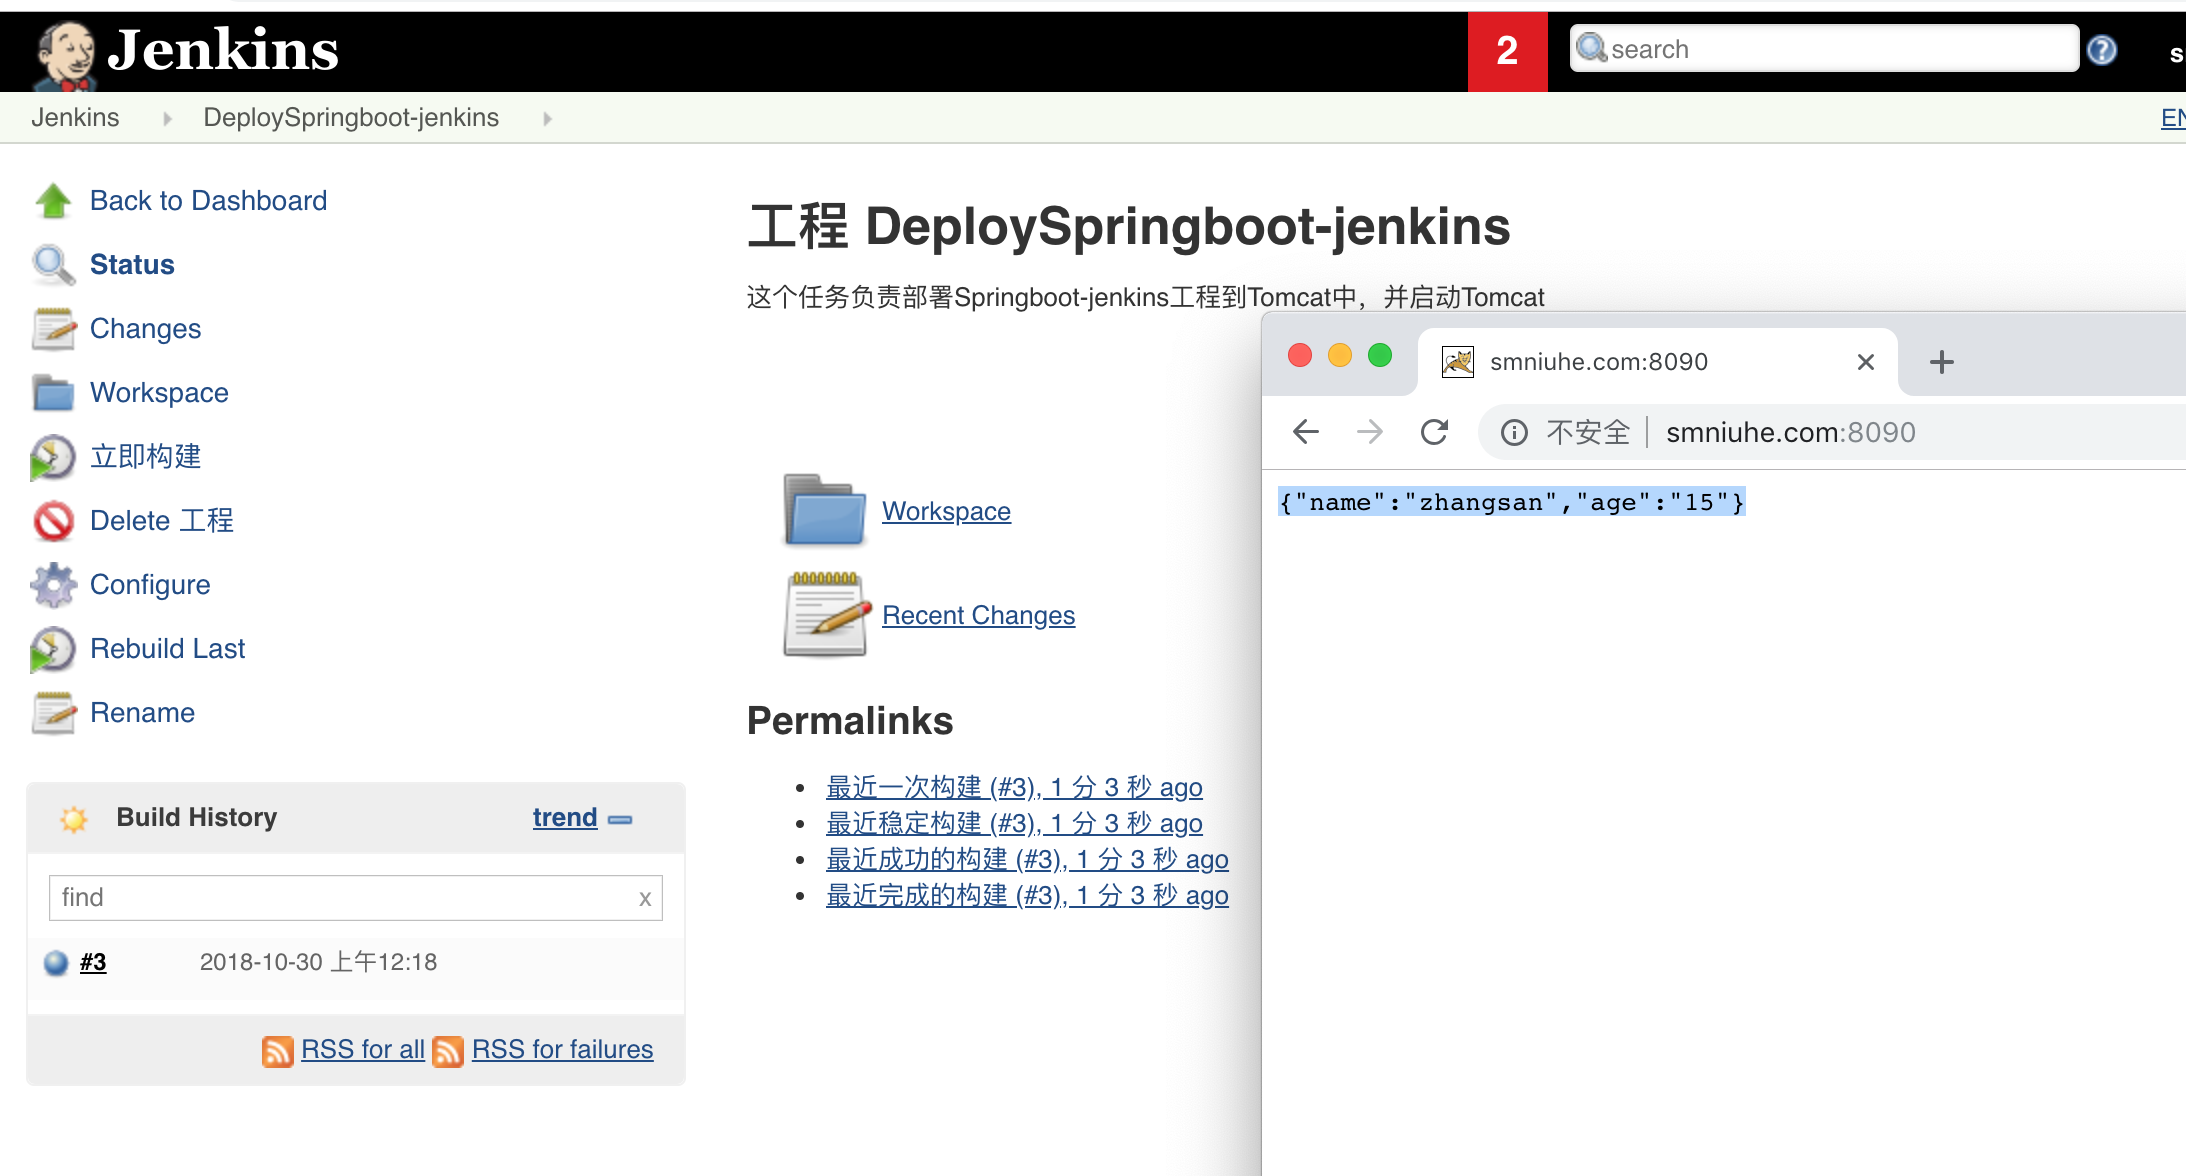 Jenkins
2
search
s
Jenkins
DeploySpringboot-jenkins
EN
Back to Dashboard
Status
Changes
Workspace
立即构建
Delete 工程
Configure
Rebuild Last
Rename
Build History
trend
find
x
#3
2018-10-30 上午12:18
RSS for all
RSS for failures
工程 DeploySpringboot-jenkins
这个任务负责部署Springboot-jenkins工程到Tomcat中，并启动Tomcat
Workspace
Recent Changes
Permalinks
最近一次构建 (#3), 1 分 3 秒 ago
最近稳定构建 (#3), 1 分 3 秒 ago
最近成功的构建 (#3), 1 分 3 秒 ago
最近完成的构建 (#3), 1 分 3 秒 ago
smniuhe.com:8090
不安全
smniuhe.com:8090
{"name":"zhangsan","age":"15"}